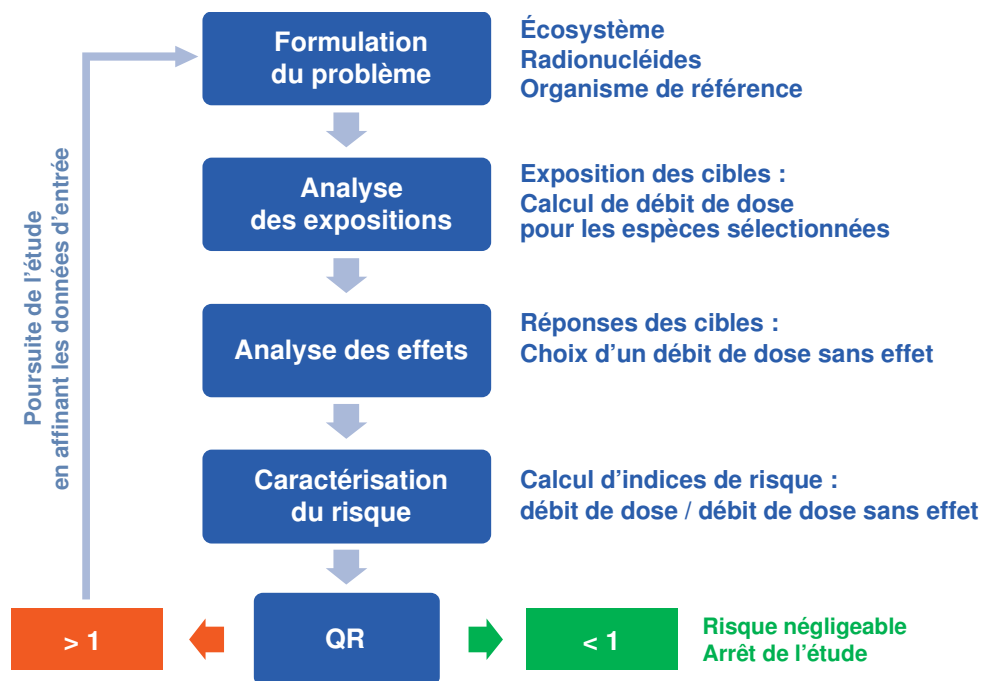 Formulation
du problème
Écosystème
Radionucléides
Organisme de référence
Analyse
des expositions
Exposition des cibles :
Calcul de débit de dose
pour les espèces sélectionnées
Analyse des effets
Réponses des cibles :
Choix d'un débit de dose sans effet
Caractérisation
du risque
Calcul d'indices de risque :
débit de dose / débit de dose sans effet
Poursuite de l'étude
en affinant les données d'entrée
> 1
QR
< 1
Risque négligeable
Arrêt de l'étude